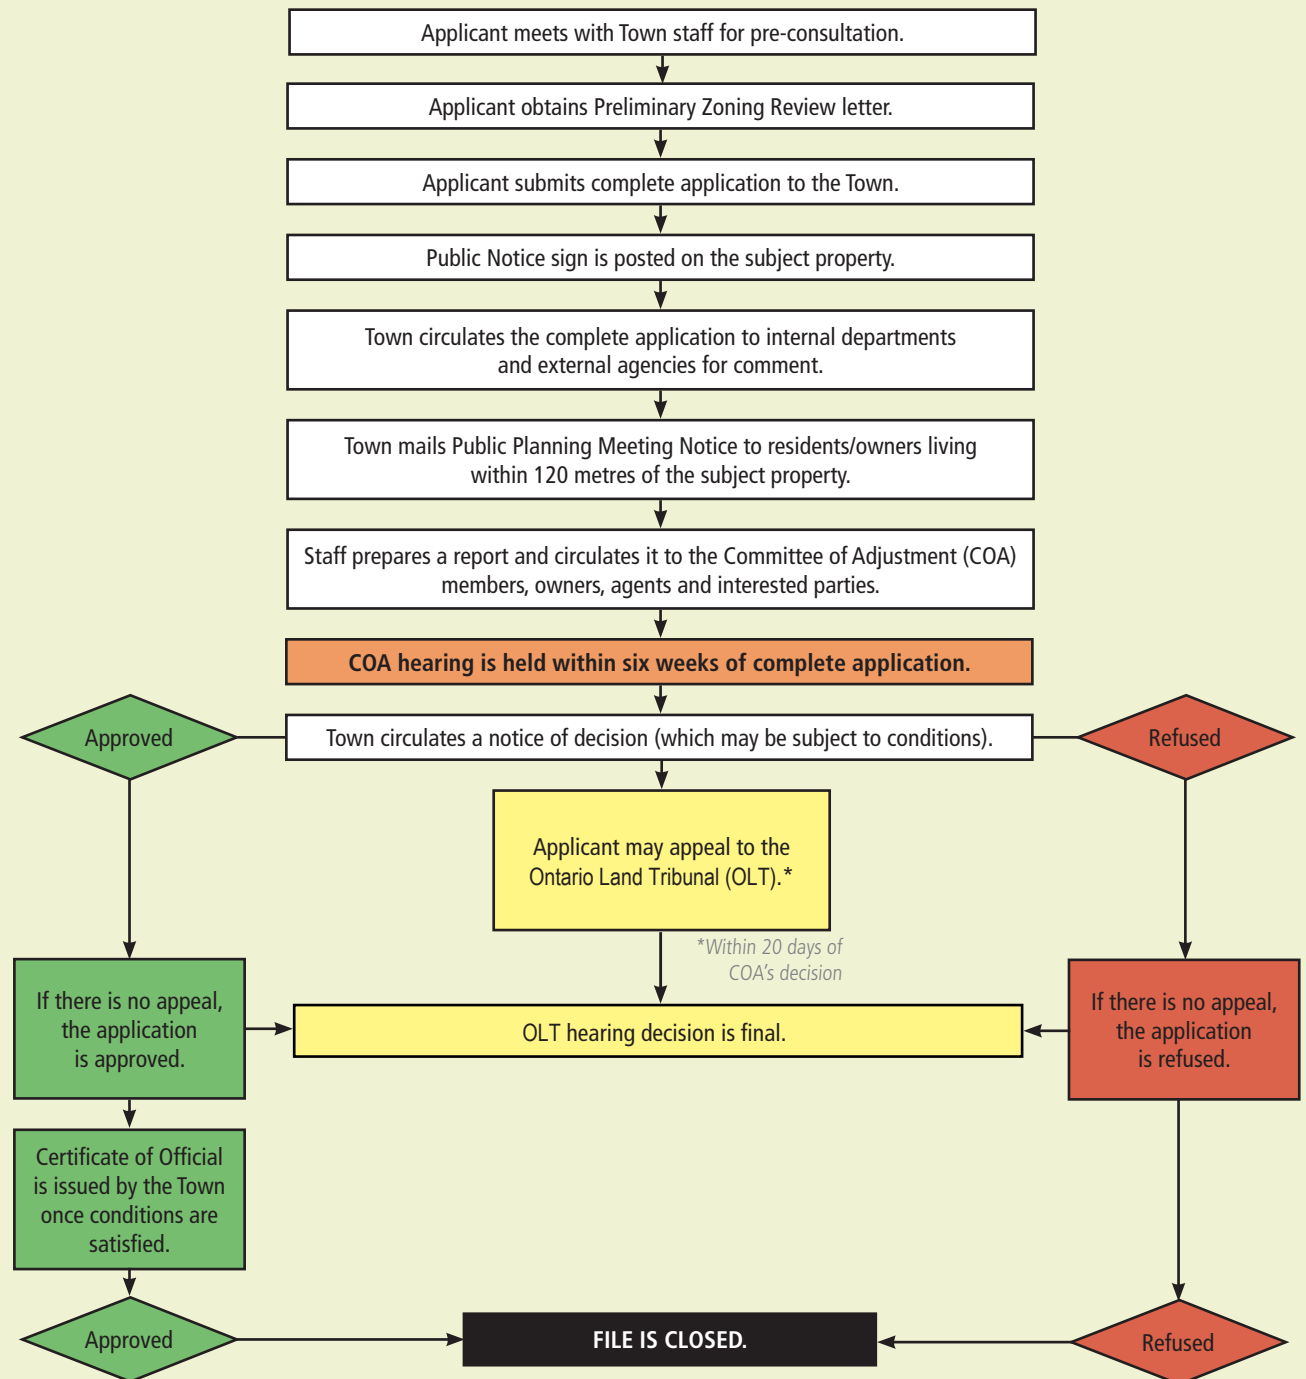 Applicant meets with Town staff for pre-consultation.
Applicant obtains Preliminary Zoning Review letter.
Applicant submits complete application to the Town.
Public Notice sign is posted on the subject property.
Town circulates the complete application to internal departments
and external agencies for comment.
Town mails Public Planning Meeting Notice to residents/owners living
within 120 metres of the subject property.
Staff prepares a report and circulates it to the Committee of Adjustment (COA)
members, owners, agents and interested parties.
COA hearing is held within six weeks of complete application.
Approved
Town circulates a notice of decision (which may be subject to conditions).
Refused
Applicant may appeal to the
Ontario Land Tribunal (OLT).*
*Within 20 days of
COA's decision
If there is no appeal,
the application
is approved.
OLT hearing decision is final.
If there is no appeal,
the application
is refused.
Certificate of Official
is issued by the Town
once conditions are
satisfied.
Approved
FILE IS CLOSED.
Refused